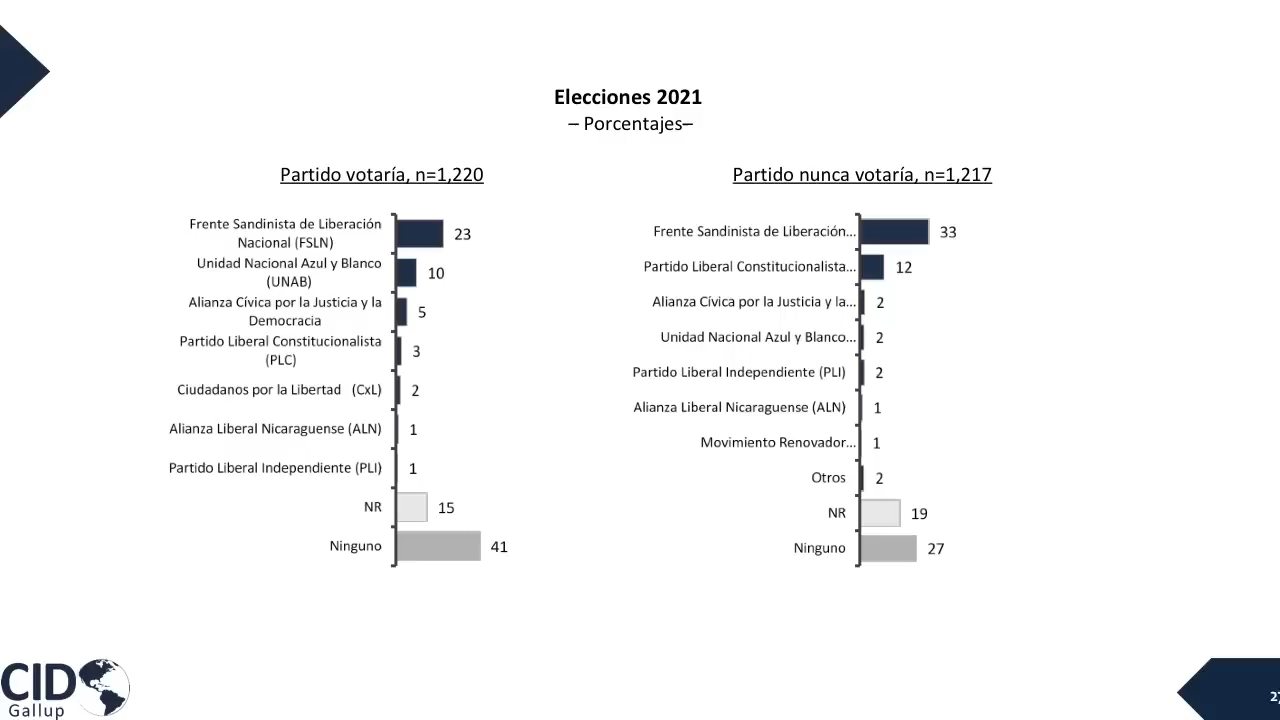 Elecciones 2021
– Porcentajes–
Partido votaría, n=1,220
Frente Sandinista de Liberación
Nacional (FSLN)
23
Unidad Nacional Azul y Blanco
(UNAB)
10
Alianza Cívica por la Justicia y la
Democracia
5
Partido Liberal Constitucionalista
(PLC)
3
Ciudadanos por la Libertad (CxL)
2
Alianza Liberal Nicaraguense (ALN)
1
Partido Liberal Independiente (PLI)
1
NR
15
Ninguno
41
Partido nunca votaría, n=1,217
Frente Sandinista de Liberación...
33
Partido Liberal Constitucionalista...
12
Alianza Cívica por la Justicia y la...
2
Unidad Nacional Azul y Blanco...
2
Partido Liberal Independiente (PLI)
2
Alianza Liberal Nicaraguense (ALN)
1
Movimiento Renovador...
1
Otros
2
NR
19
Ninguno
27
CID
Gallup